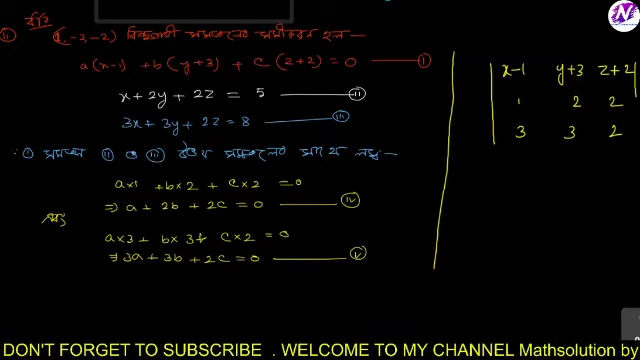 (1, -3, -2) বিন্দুগামী সমতলের সমীকরণ হল—
a(x-1) + b(y+3) + c(z+2) = 0 ——— (i)
x + 2y + 2z = 5 ——— (ii)
3x + 3y + 2z = 8 ——— (iii)
∴ (i) সমতল (ii) ও (iii) উভয় সমতলের সাথে লম্ব—
a×1 + b×2 + c×2 = 0
⇒ a + 2b + 2c = 0 ——— (iv)
এবং
a×3 + b×3 + c×2 = 0
⇒ 3a + 3b + 2c = 0 ——— (v)
x-1 y+3 z+2
1 2 2
3 3 2
N
DON'T FORGET TO SUBSCRIBE . WELCOME TO MY CHANNEL Mathsolution by